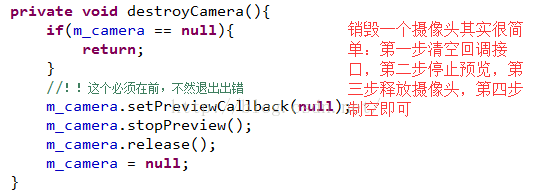 private void destroyCamera(){
if(m_camera == null){
return;
}
//！！这个必须在前，不然退出出错
m_camera.setPreviewCallback(null);
m_camera.stopPreview();
m_camera.release();
m_camera = null;
}
销毁一个摄像头其实很简
单：第一步清空回调接
口，第二步停止预览，第
三步释放摄像头，第四步
制空即可